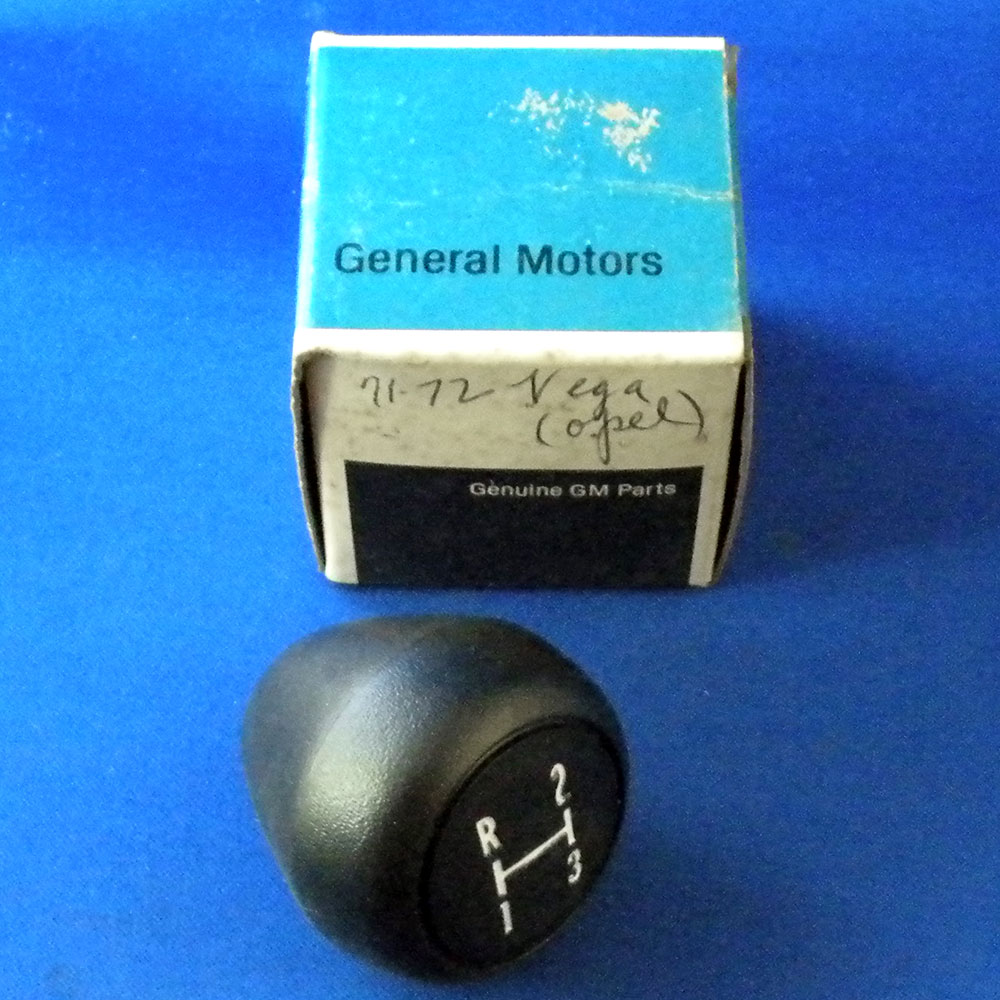 General Motors
71-72 Vega
(opel)
Genuine GM Parts
2
R
3
1